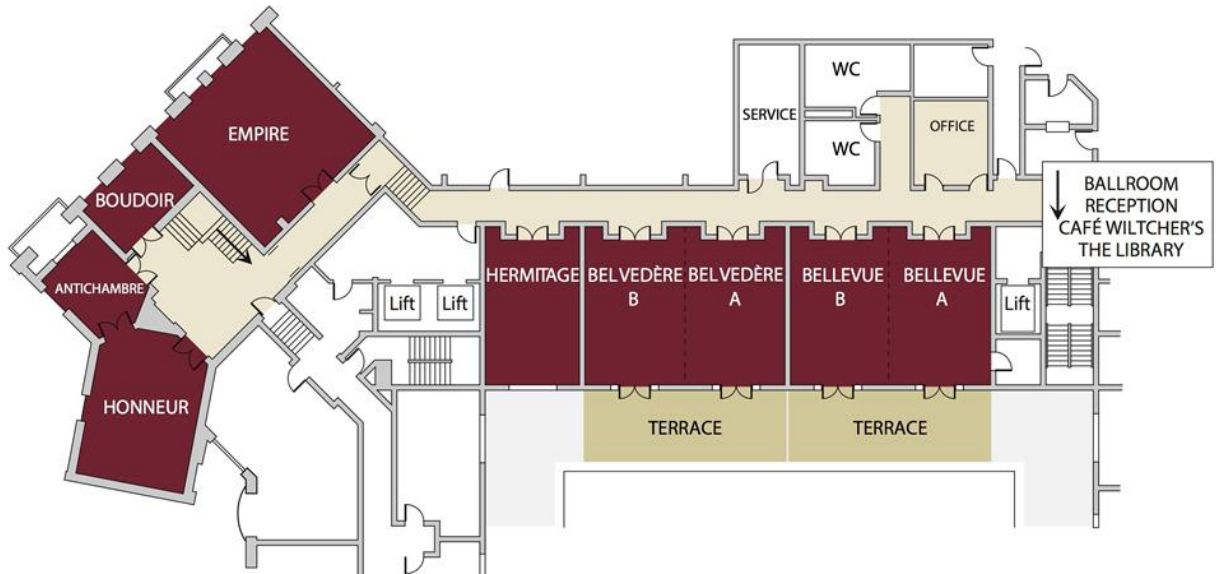 EMPIRE
BOUDOIR
ANTICHAMBRE
HONNEUR
SERVICE
WC
WC
OFFICE
BALLROOM
RECEPTION
CAFÉ WILTCHER'S
THE LIBRARY
Lift
Lift
HERMITAGE
BELVEDÈRE
B
BELVEDÈRE
A
BELLEVUE
B
BELLEVUE
A
Lift
TERRACE
TERRACE